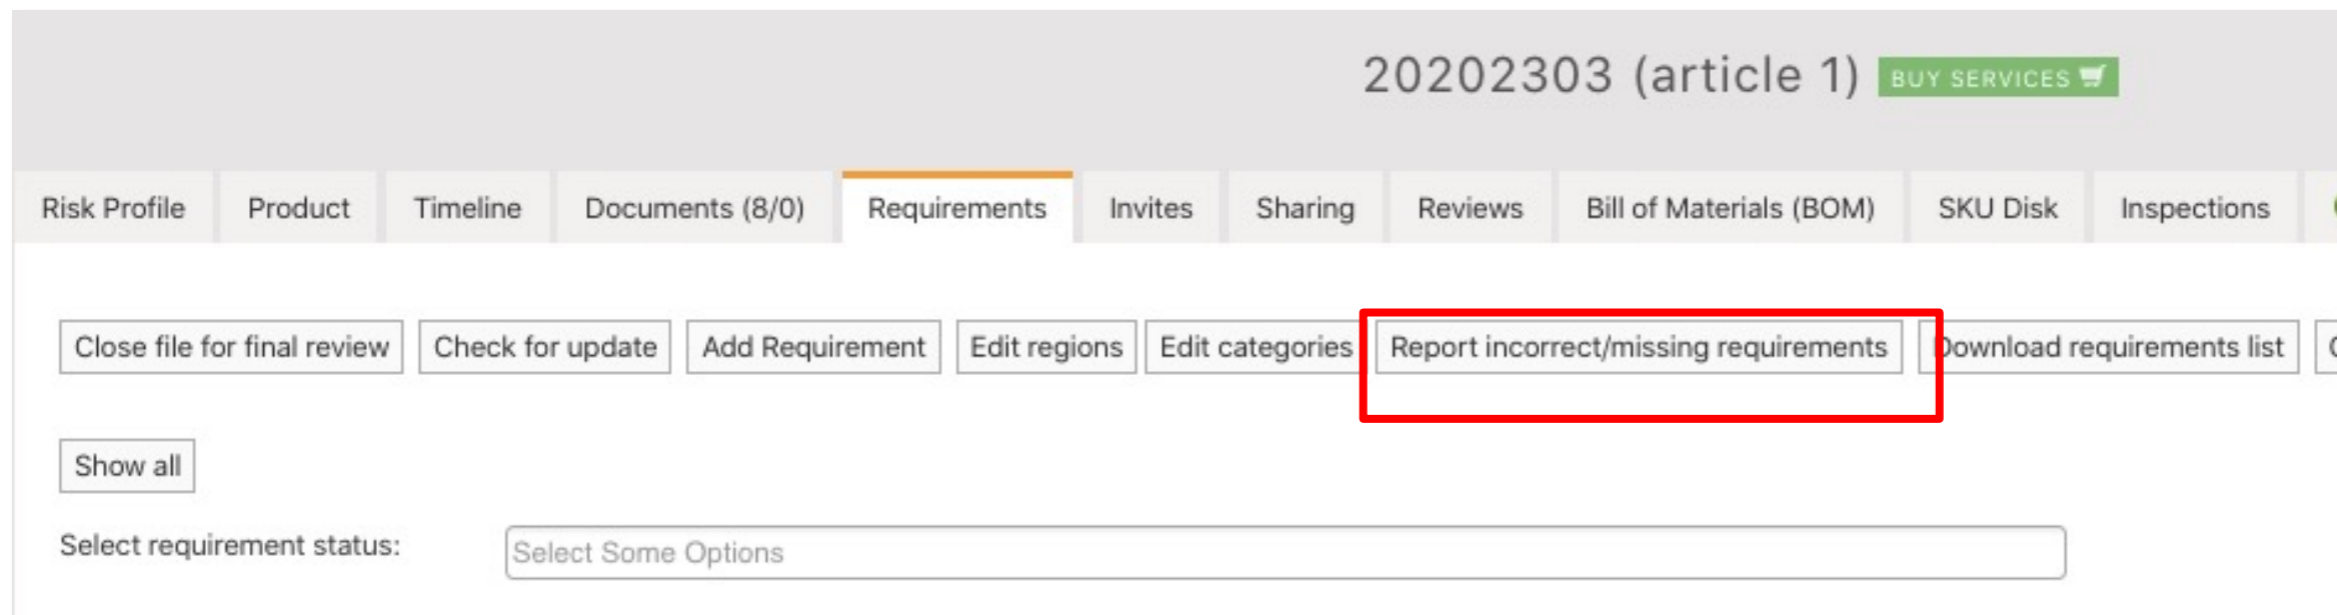 20202303 (article 1) BUY SERVICES
Risk Profile Product Timeline Documents (8/0) Requirements Invites Sharing Reviews Bill of Materials (BOM) SKU Disk Inspections
Close file for final review Check for update Add Requirement Edit regions Edit categories Report incorrect/missing requirements Download requirements list
Show all
Select requirement status: Select Some Options